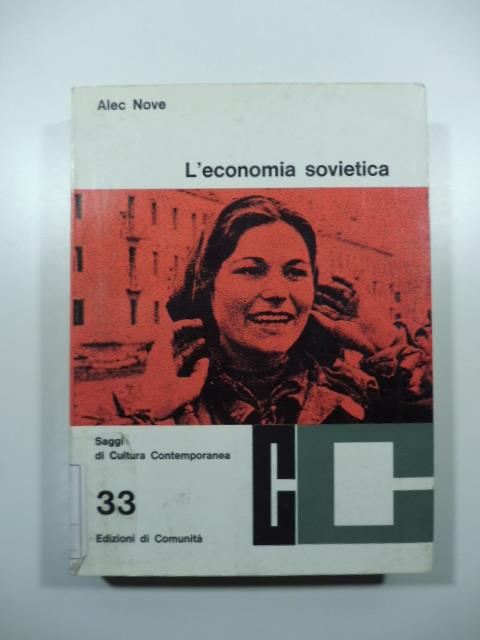 Alec Nove
L'economia sovietica
Saggi
di Cultura Contemporanea
33
Edizioni di Comunità